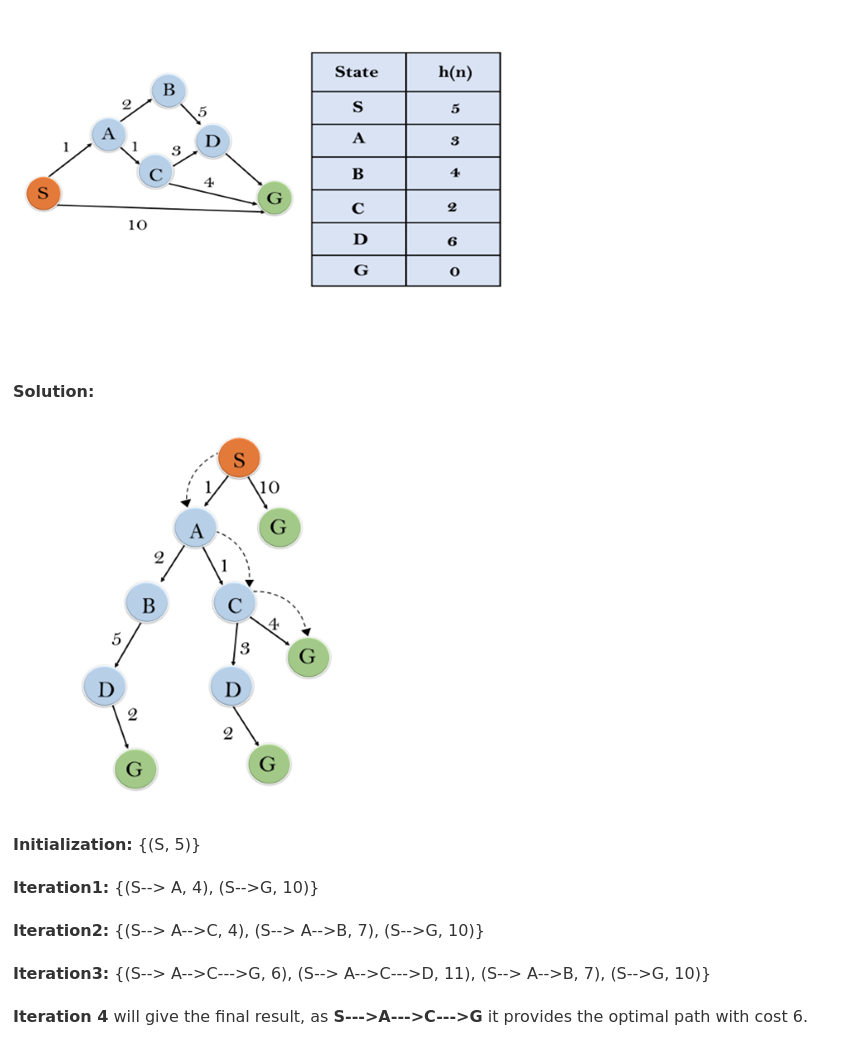 B
2
5
State
h(n)
A
D
1
1
3
S
5
C
4
A
3
S
G
B
4
10
C
2
D
6
G
0
Solution:
S
1
10
A
G
2
1
B
C
5
4
3
G
D
D
2
2
G
G
Initialization: {(S, 5)}
Iteration1: {(S--> A, 4), (S-->G, 10)}
Iteration2: {(S--> A-->C, 4), (S--> A-->B, 7), (S-->G, 10)}
Iteration3: {(S--> A-->C--->G, 6), (S--> A-->C--->D, 11), (S--> A-->B, 7), (S-->G, 10)}
Iteration 4 will give the final result, as S--->A--->C--->G it provides the optimal path with cost 6.